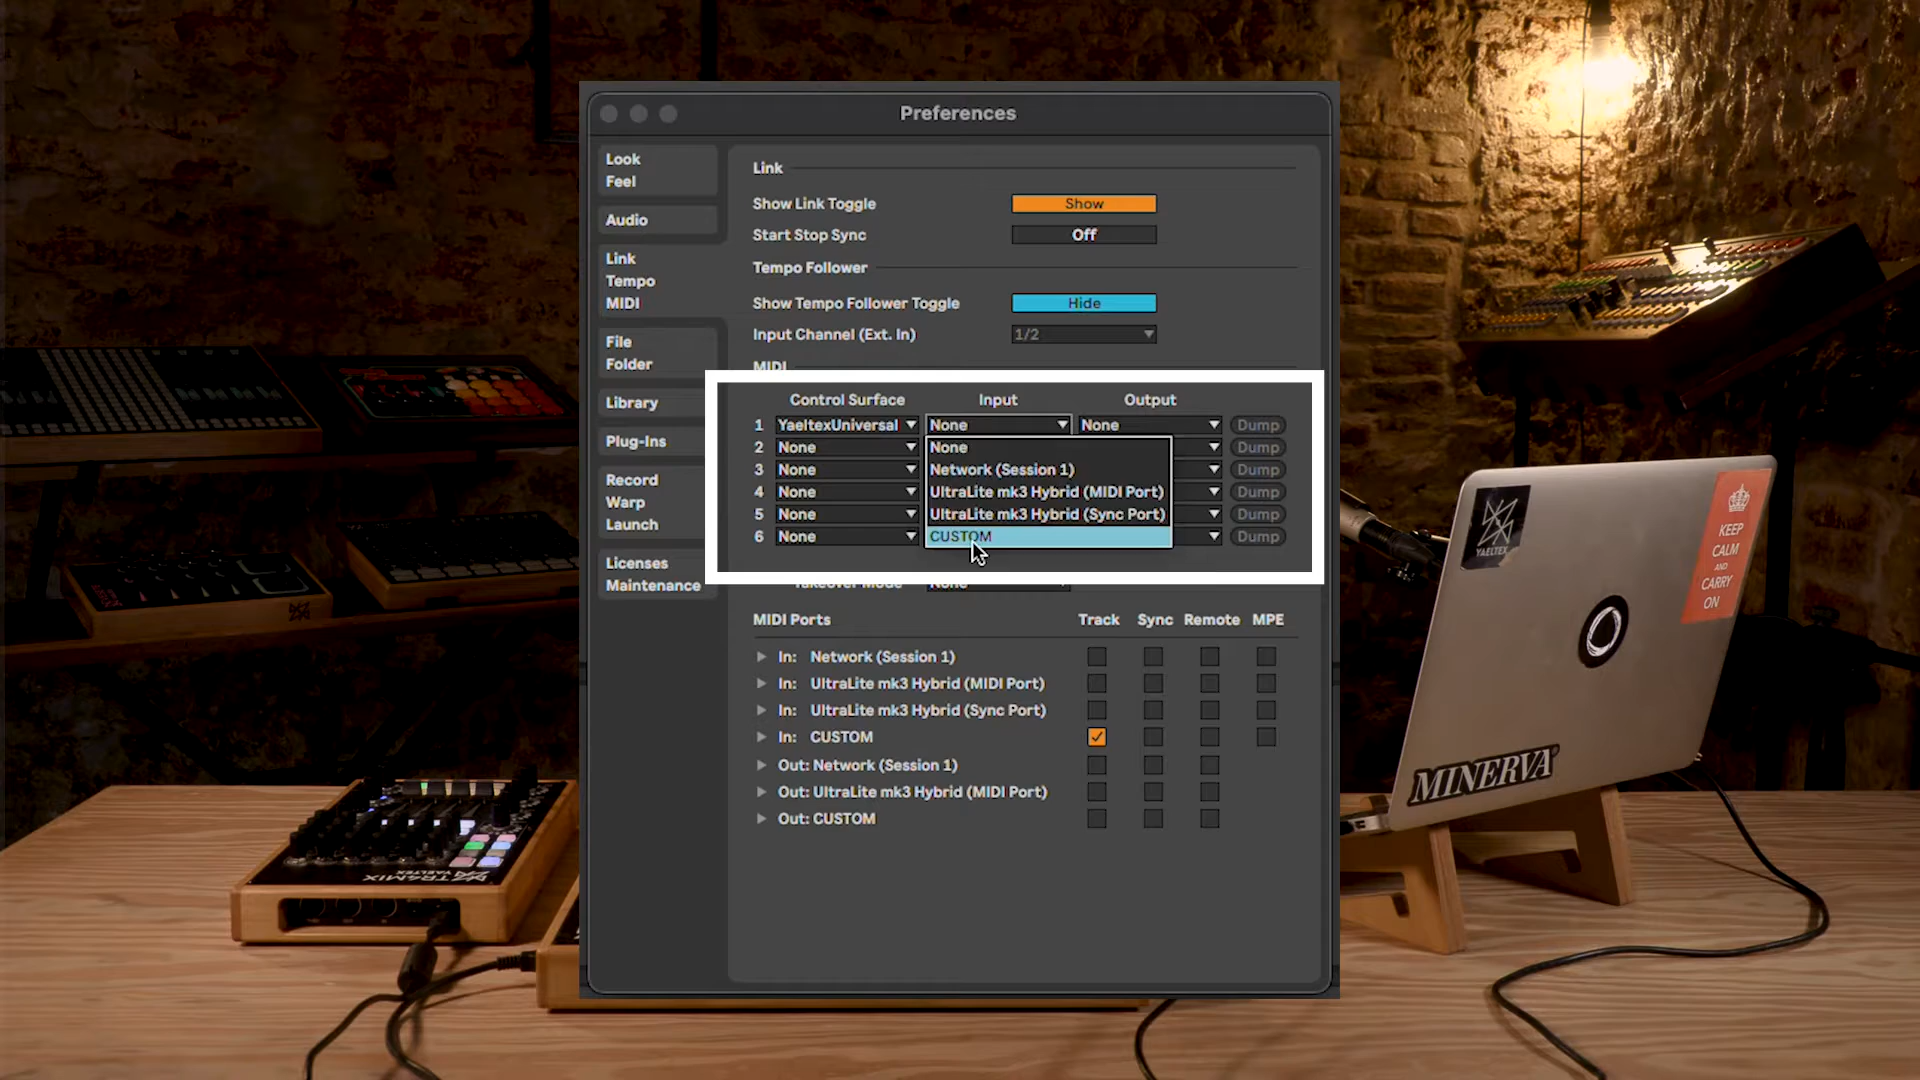 Preferences
Look
Feel
Audio
Link
Tempo
MIDI
File
Folder
Library
Plug-Ins
Record
Warp
Launch
Licenses
Maintenance
Link
Show Link Toggle Show
Start Stop Sync Off
Tempo Follower
Show Tempo Follower Toggle Hide
Input Channel (Ext. In) 1/2
MIDI
Control Surface Input Output
1 YaeltexUniversal None None Dump
2 None None Dump
3 None Network (Session 1) Dump
4 None UltraLite mk3 Hybrid (MIDI Port) Dump
5 None UltraLite mk3 Hybrid (Sync Port) Dump
6 None CUSTOM Dump
Takeover Mode None
MIDI Ports Track Sync Remote MPE
In: Network (Session 1)
In: UltraLite mk3 Hybrid (MIDI Port)
In: UltraLite mk3 Hybrid (Sync Port)
In: CUSTOM
Out: Network (Session 1)
Out: UltraLite mk3 Hybrid (MIDI Port)
Out: CUSTOM
YAELTEX
KEEP
CALM
AND
CARRY
ON
MINERVA
TR4MIX
YAELTEX